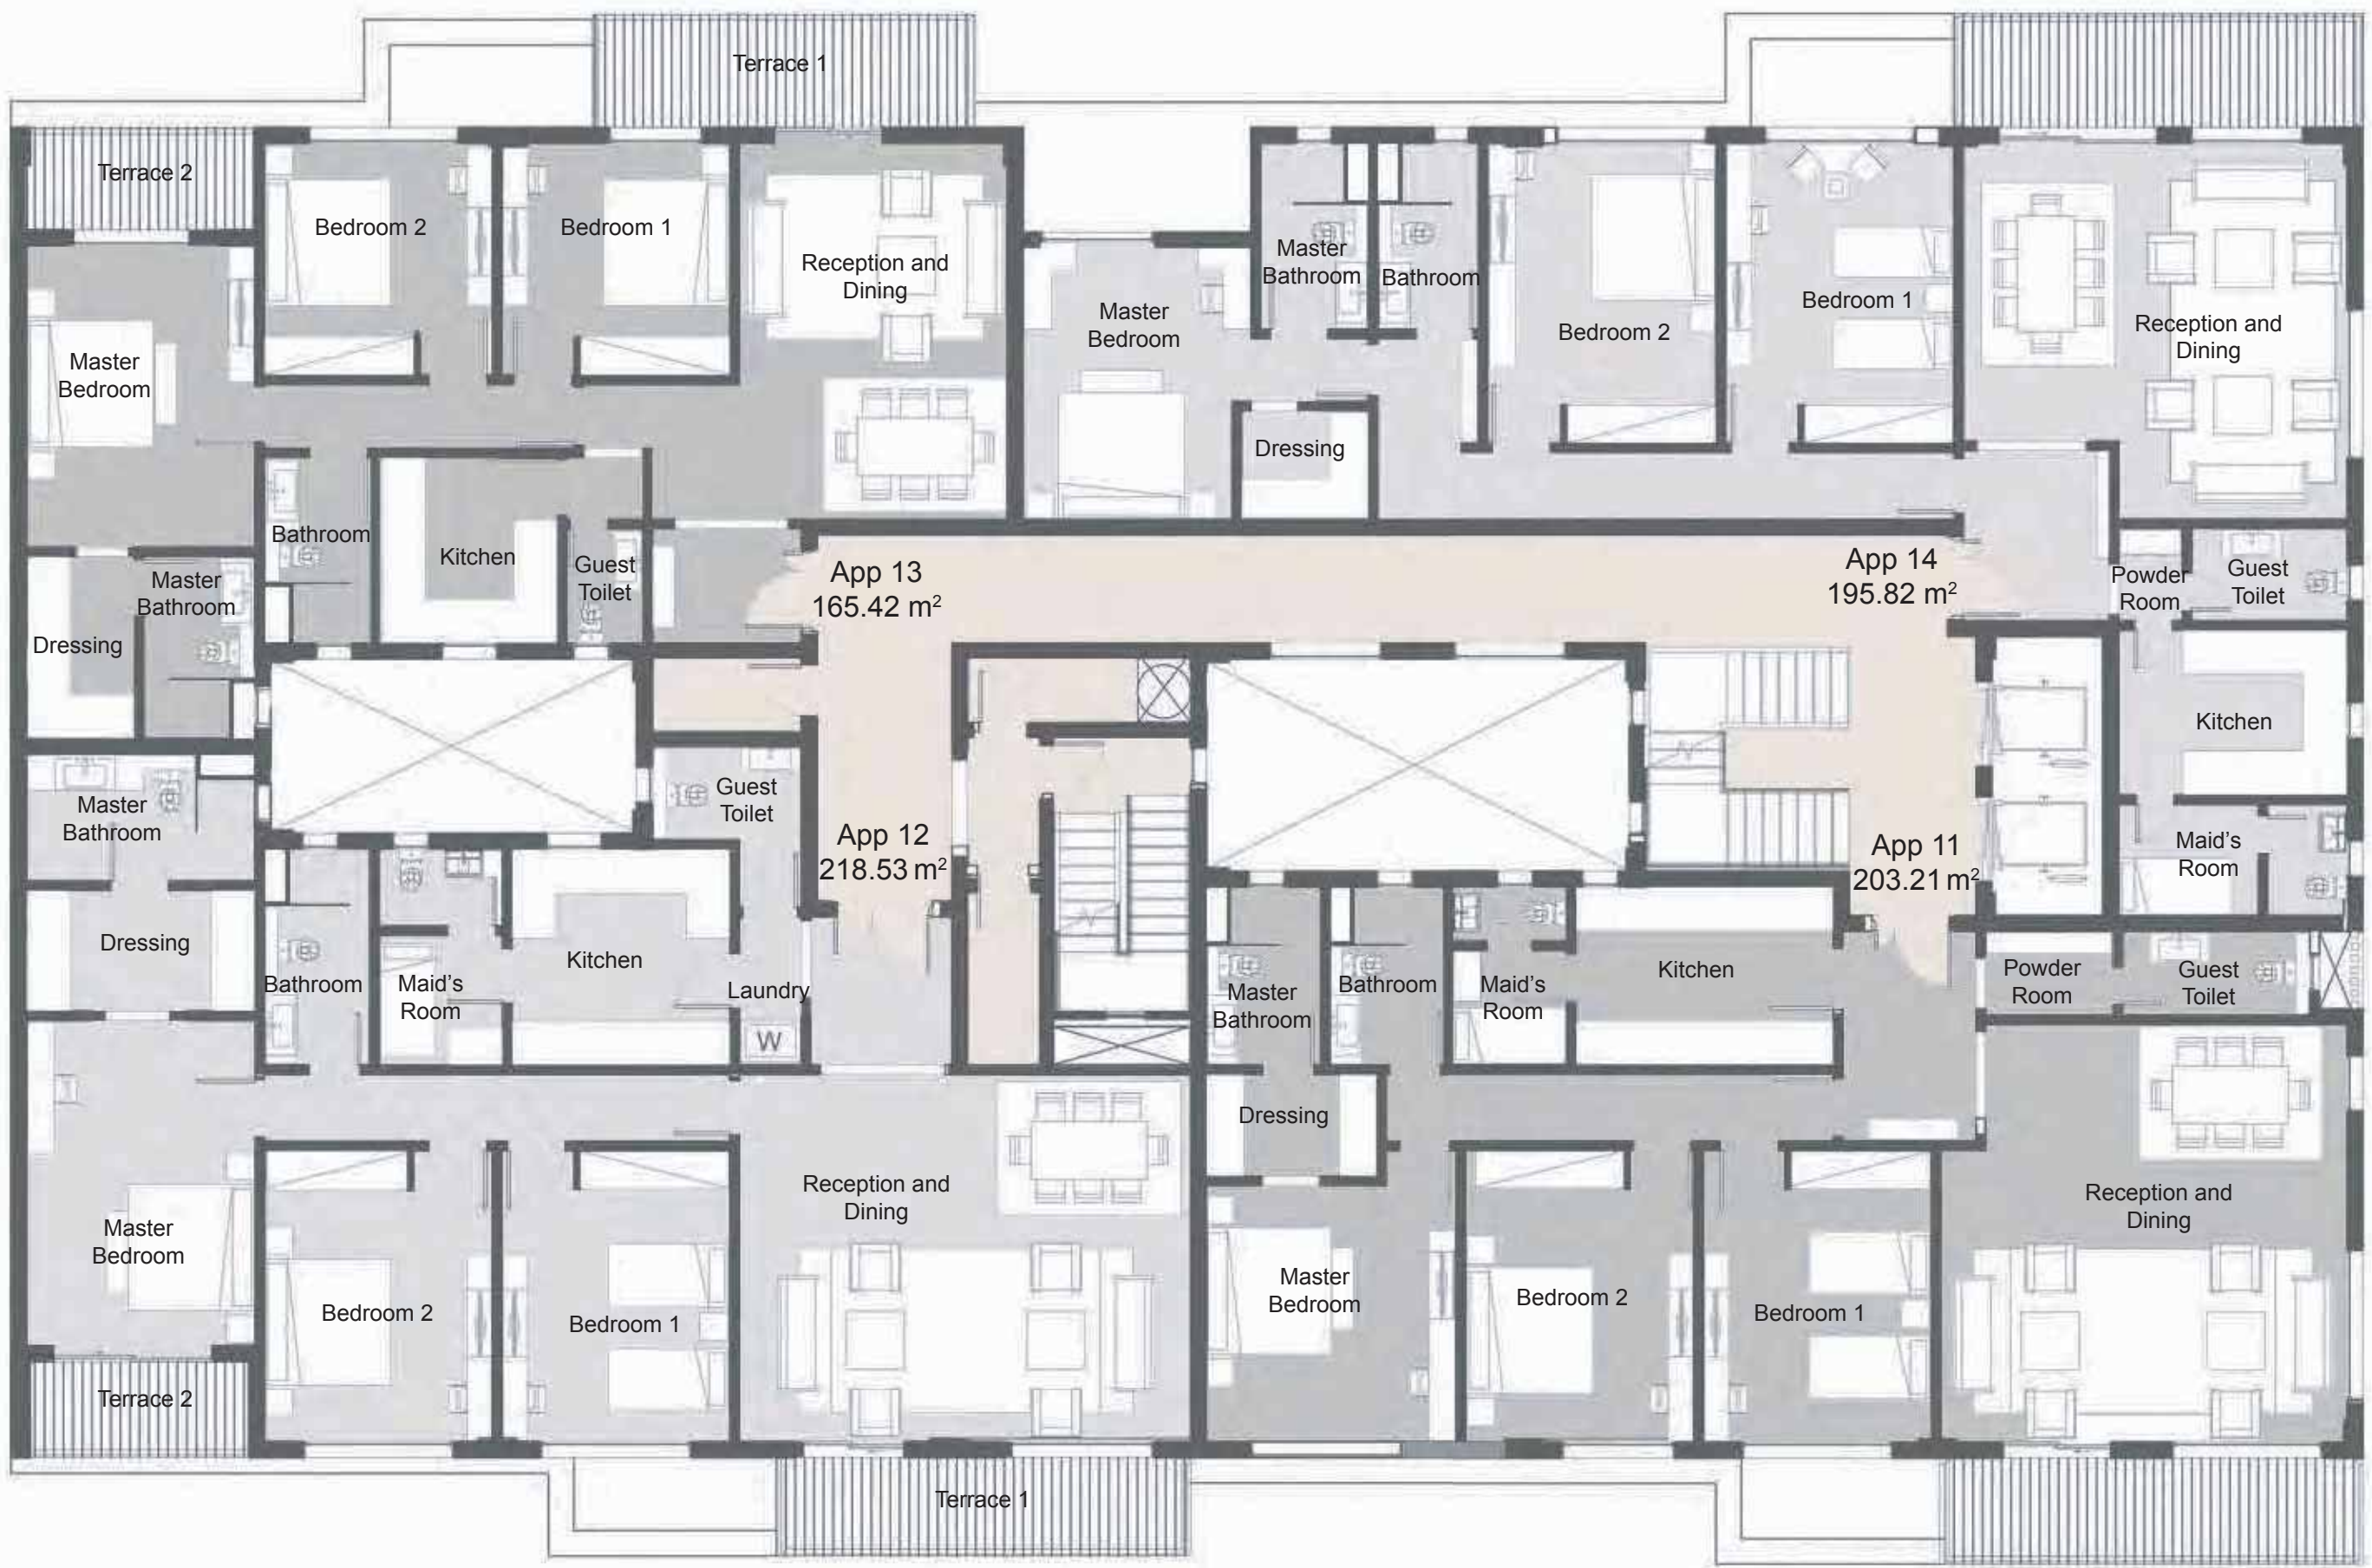 Terrace 1
Terrace 2
Bedroom 2
Bedroom 1
Reception and
Dining
Master
Bedroom
Bathroom
Kitchen
Guest
Toilet
Master
Bathroom
Dressing
Master
Bedroom
Master
Bathroom
Bathroom
Bedroom 2
Bedroom 1
Reception and
Dining
Dressing
App 13
165.42 m²
App 14
195.82 m²
Powder
Room
Guest
Toilet
Kitchen
Maid's
Room
Master
Bathroom
Dressing
Bathroom
Maid's
Room
Kitchen
Guest
Toilet
Laundry
W
App 12
218.53 m²
Master
Bedroom
Terrace 2
Bedroom 2
Bedroom 1
Reception and
Dining
Terrace 1
App 11
203.21 m²
Master
Bathroom
Bathroom
Maid's
Room
Kitchen
Powder
Room
Guest
Toilet
Dressing
Master
Bedroom
Bedroom 2
Bedroom 1
Reception and
Dining